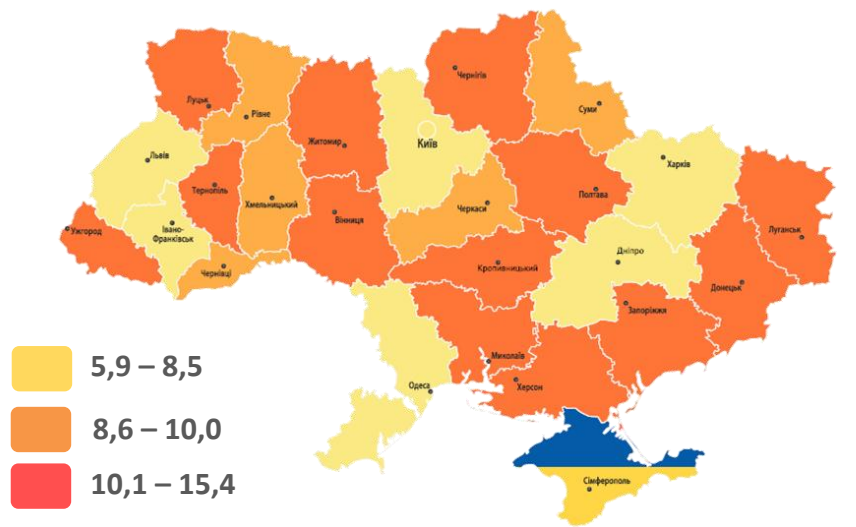 Чернігів
Луцьк
Рівне
Суми
Житомир
Київ
Львів
Харків
Тернопіль
Хмельницький
Полтава
Черкаси
Вінниця
Ужгород
Івано-
Франківськ
Луганськ
Чернівці
Дніпро
Кропивницький
Донецьк
Запоріжжя
Миколаїв
Одеса
Херсон
Сімферополь
5,9 – 8,5
8,6 – 10,0
10,1 – 15,4